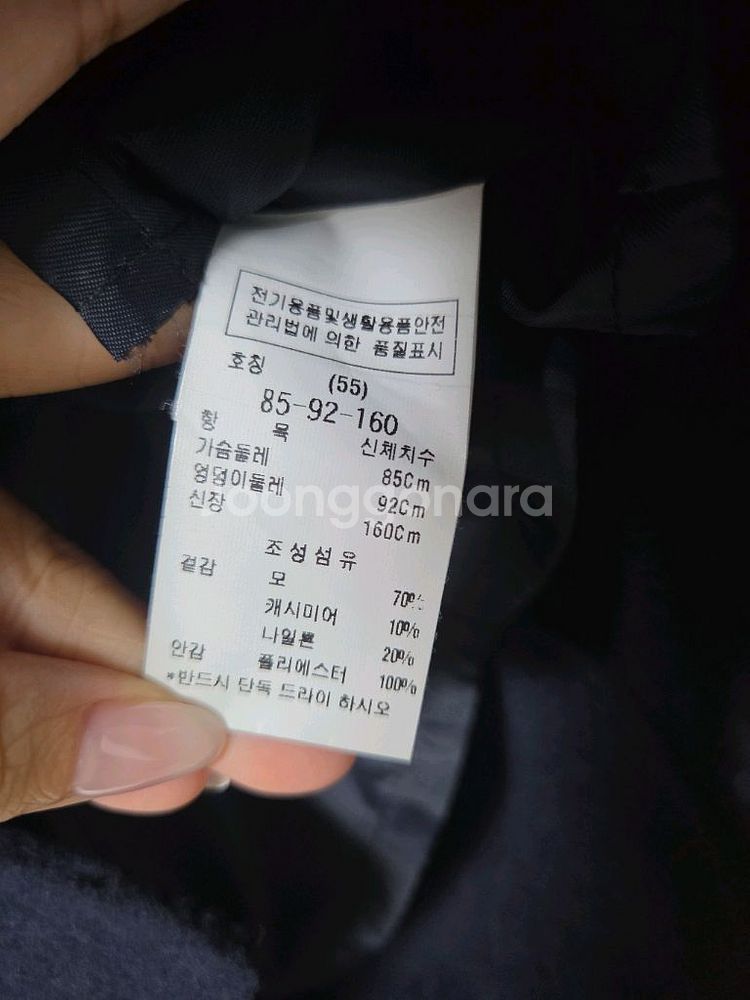 전기용품및생활용품안전
관리법에 의한 품질표시
호칭
(55)
85-92-160
항 목 신체치수
가슴둘레 85Cm
엉덩이둘레 92Cm
신장 160Cm
조성섬유
겉감 모 70%
캐시미어 10%
나일론 20%
안감 폴리에스터 100%
*반드시 단독 드라이 하시오
joongoonara